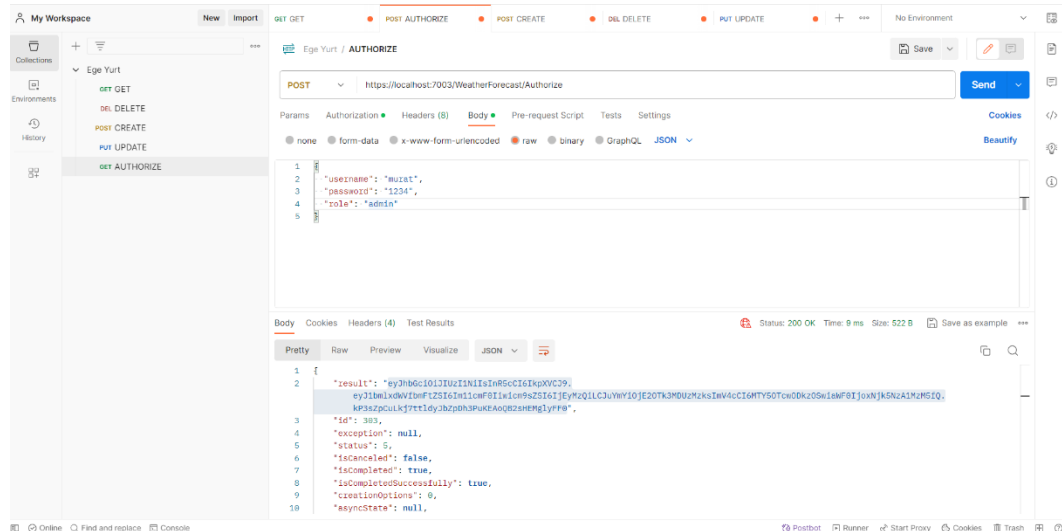 My Workspace
New Import
GET GET
POST AUTHORIZE
POST CREATE
DEL DELETE
PUT UPDATE
No Environment
Collections
Environments
History
Ege Yurt
GET GET
DEL DELETE
POST CREATE
PUT UPDATE
GET AUTHORIZE
Ege Yurt / AUTHORIZE
Save
POST
https://localhost:7003/WeatherForecast/Authorize
Send
Params Authorization Headers (8) Body Pre-request Script Tests Settings
Cookies
none form-data x-www-form-urlencoded raw binary GraphQL JSON
Beautify
1 {
2 "username": "murat",
3 "password": "1234",
4 "role": "admin"
5 }
Body Cookies Headers (4) Test Results
Status: 200 OK Time: 9 ms Size: 522 B Save as example
Pretty Raw Preview Visualize JSON
1 {
2 "result": "eyJhbGciOiJIUzI1NiIsInR5cCI6IkpXVCJ9.
3 "id": 303,
4 "exception": null,
5 "status": 5,
6 "isCanceled": false,
7 "isCompleted": true,
8 "isCompletedSuccessfully": true,
9 "creationOptions": 0,
10 "asyncState": null,
Online Find and replace Console
Postbot Runner Start Proxy Cookies Trash